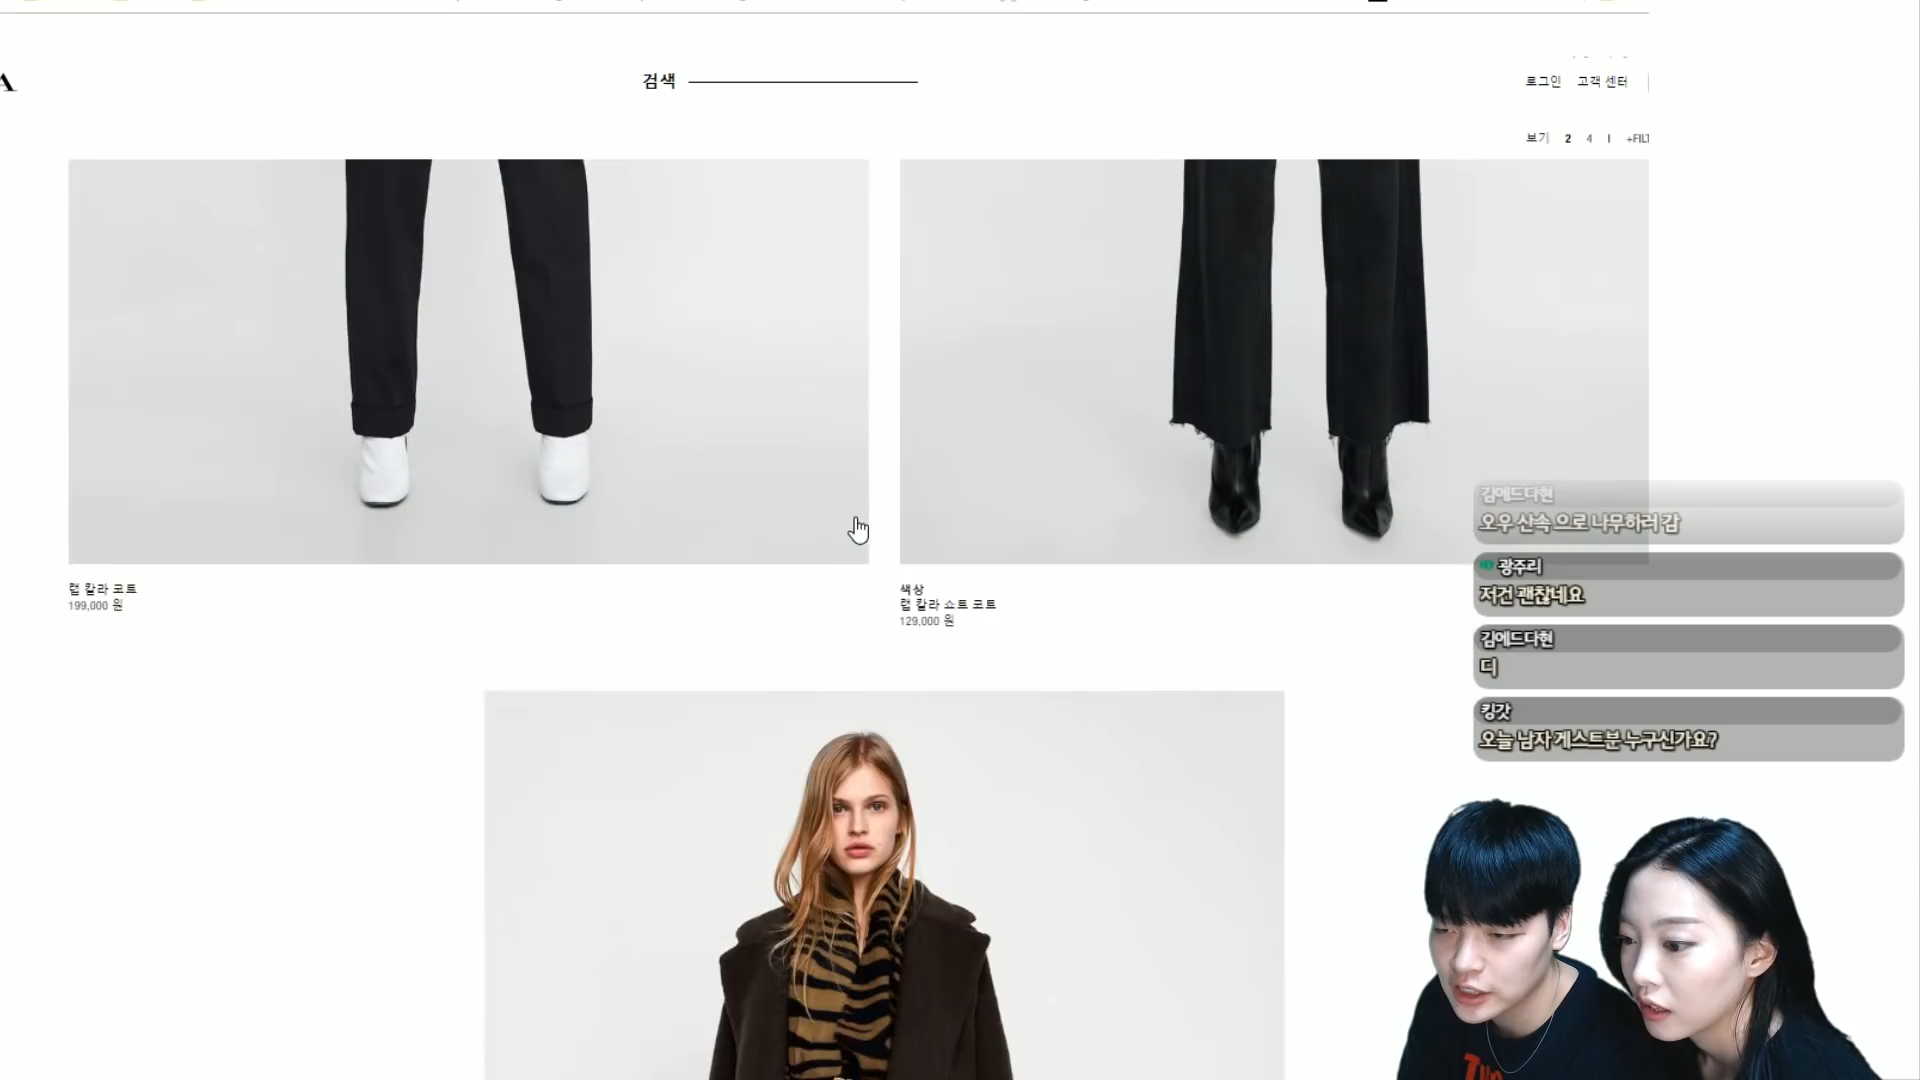 A
검색
로그인 고객 센터
보기 2 4 | +FILT
랩 칼라 코트
199,000 원
색상
랩 칼라 쇼트 코트
129,000 원
김에드다현
오우 산속 으로 나무하러 감
광주리
저건 괜찮네요
김에드다현
디
킹갓
오늘 남자 게스트분 누구신가요?